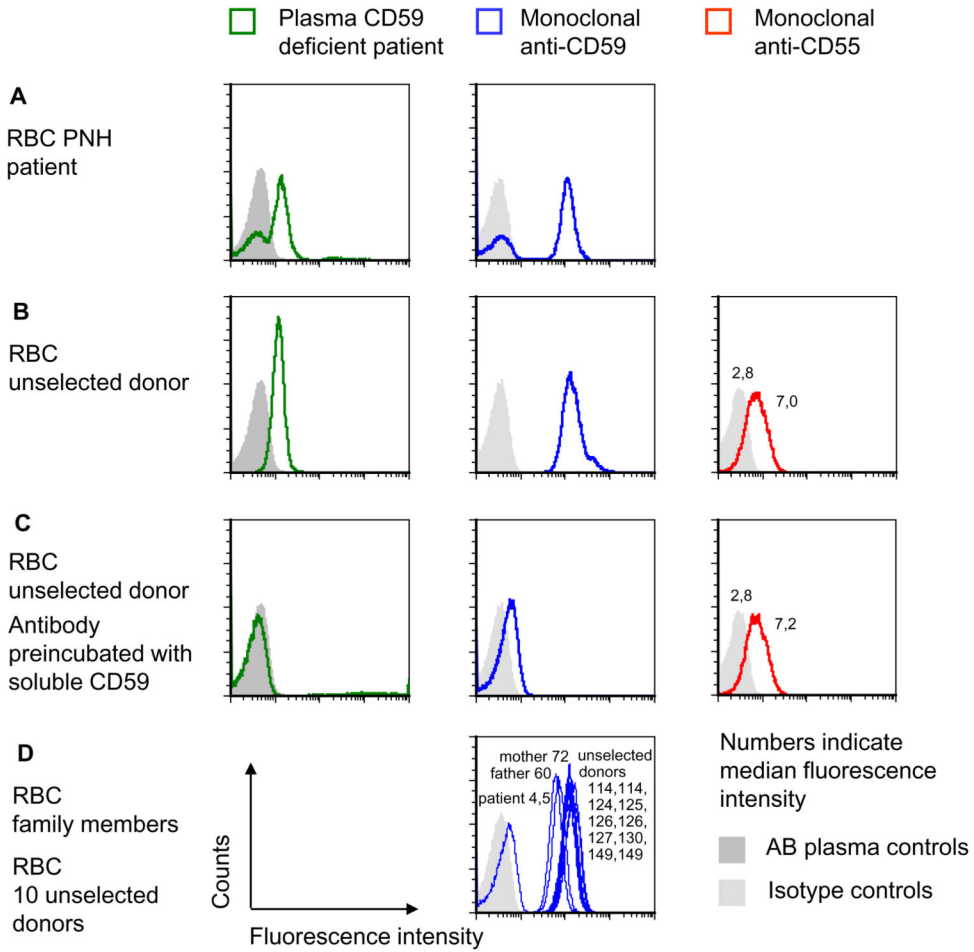 Plasma CD59
deficient patient
Monoclonal
anti-CD59
Monoclonal
anti-CD55
A
RBC PNH
patient
B
RBC
unselected donor
2,8
7,0
C
RBC
unselected donor
Antibody
preincubated with
soluble CD59
2,8
7,2
D
RBC
family members
RBC
10 unselected
donors
Counts
Fluorescence intensity
mother 72
father 60
patient 4,5
unselected
donors
114,114,
124,125,
126,126,
127,130,
149,149
Numbers indicate
median fluorescence
intensity
AB plasma controls
Isotype controls